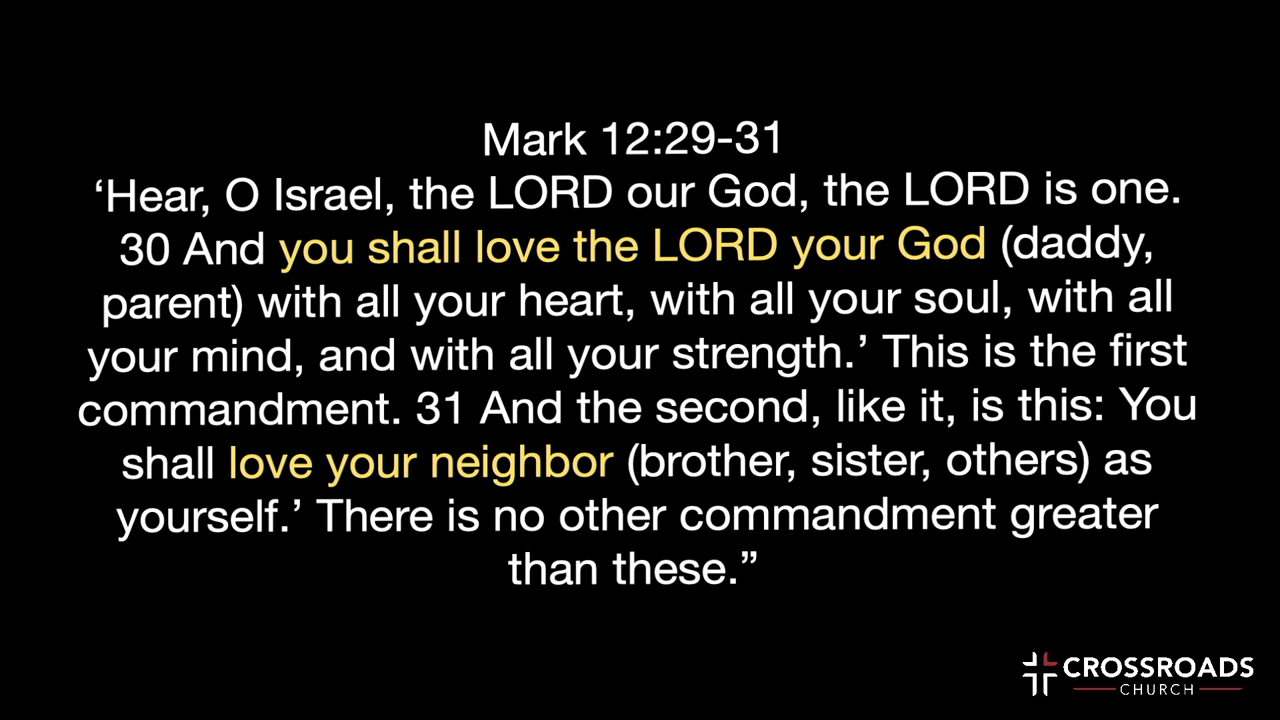 Mark 12:29-31
‘Hear, O Israel, the LORD our God, the LORD is one.
30 And you shall love the LORD your God (daddy,
parent) with all your heart, with all your soul, with all
your mind, and with all your strength.’ This is the first
commandment. 31 And the second, like it, is this: You
shall love your neighbor (brother, sister, others) as
yourself.’ There is no other commandment greater
than these.”
CROSSROADS
CHURCH